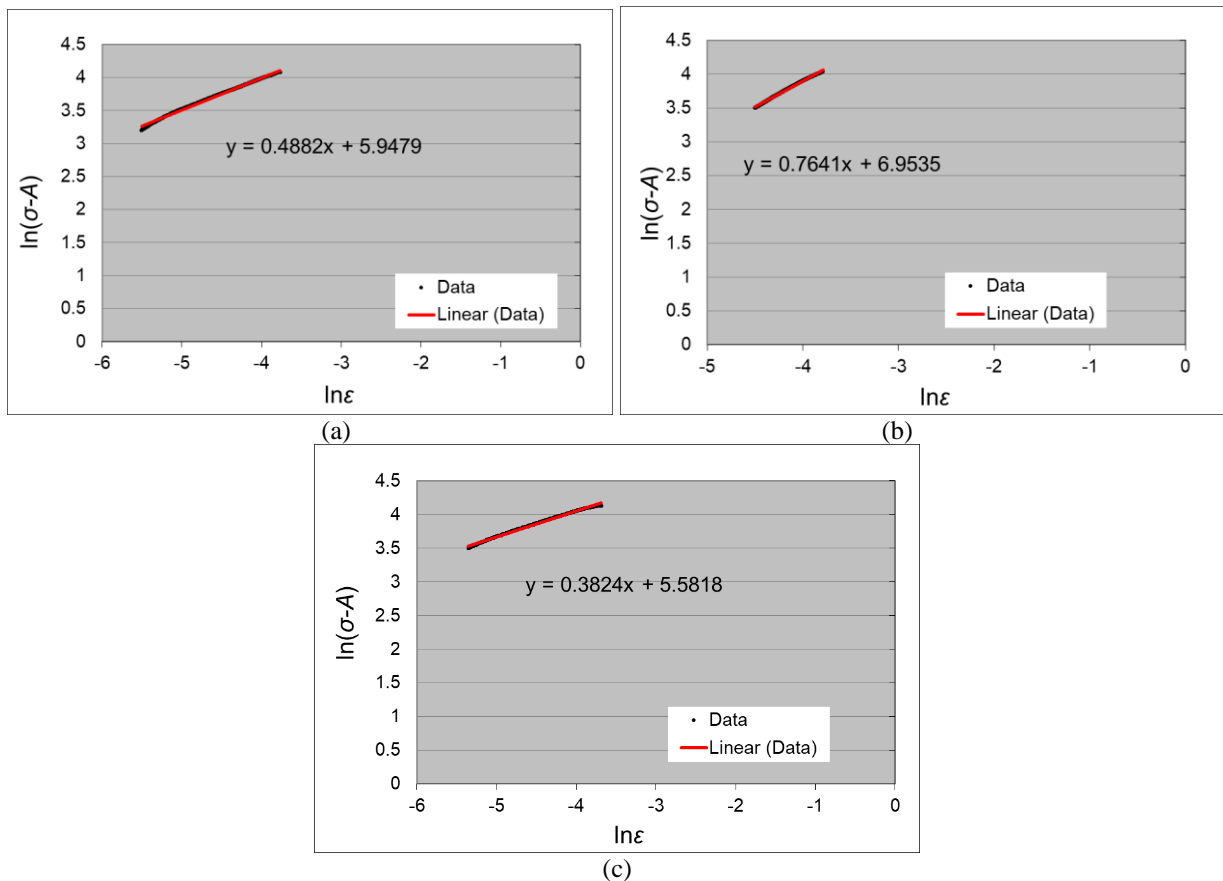 4.5
4
3.5
3
2.5
2
1.5
1
0.5
0
-6 -5 -4 -3 -2 -1 0
ln(σ-A)
lnε
y = 0.4882x + 5.9479
Data
Linear (Data)
(a)
4.5
4
3.5
3
2.5
2
1.5
1
0.5
0
-5 -4 -3 -2 -1 0
ln(σ-A)
lnε
y = 0.7641x + 6.9535
Data
Linear (Data)
(b)
4.5
4
3.5
3
2.5
2
1.5
1
0.5
0
-6 -5 -4 -3 -2 -1 0
ln(σ-A)
lnε
y = 0.3824x + 5.5818
Data
Linear (Data)
(c)